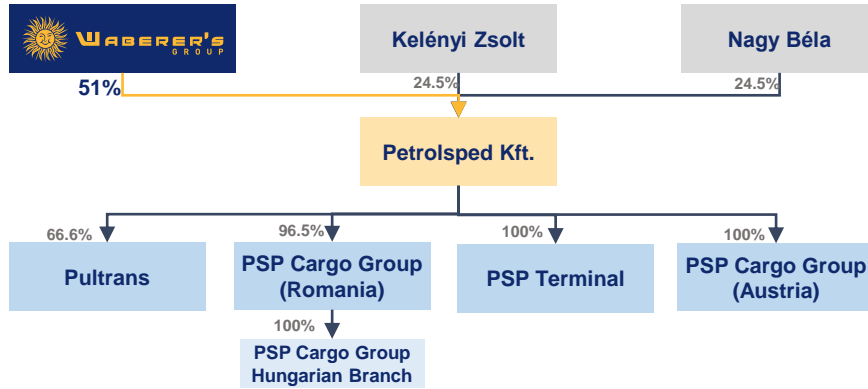 WABERER'S
GROUP
Kelényi Zsolt
Nagy Béla
51%
24.5%
24.5%
Petrolsped Kft.
66.6%
96.5%
100%
100%
Pultrans
PSP Cargo Group
(Romania)
PSP Terminal
PSP Cargo Group
(Austria)
100%
PSP Cargo Group
Hungarian Branch